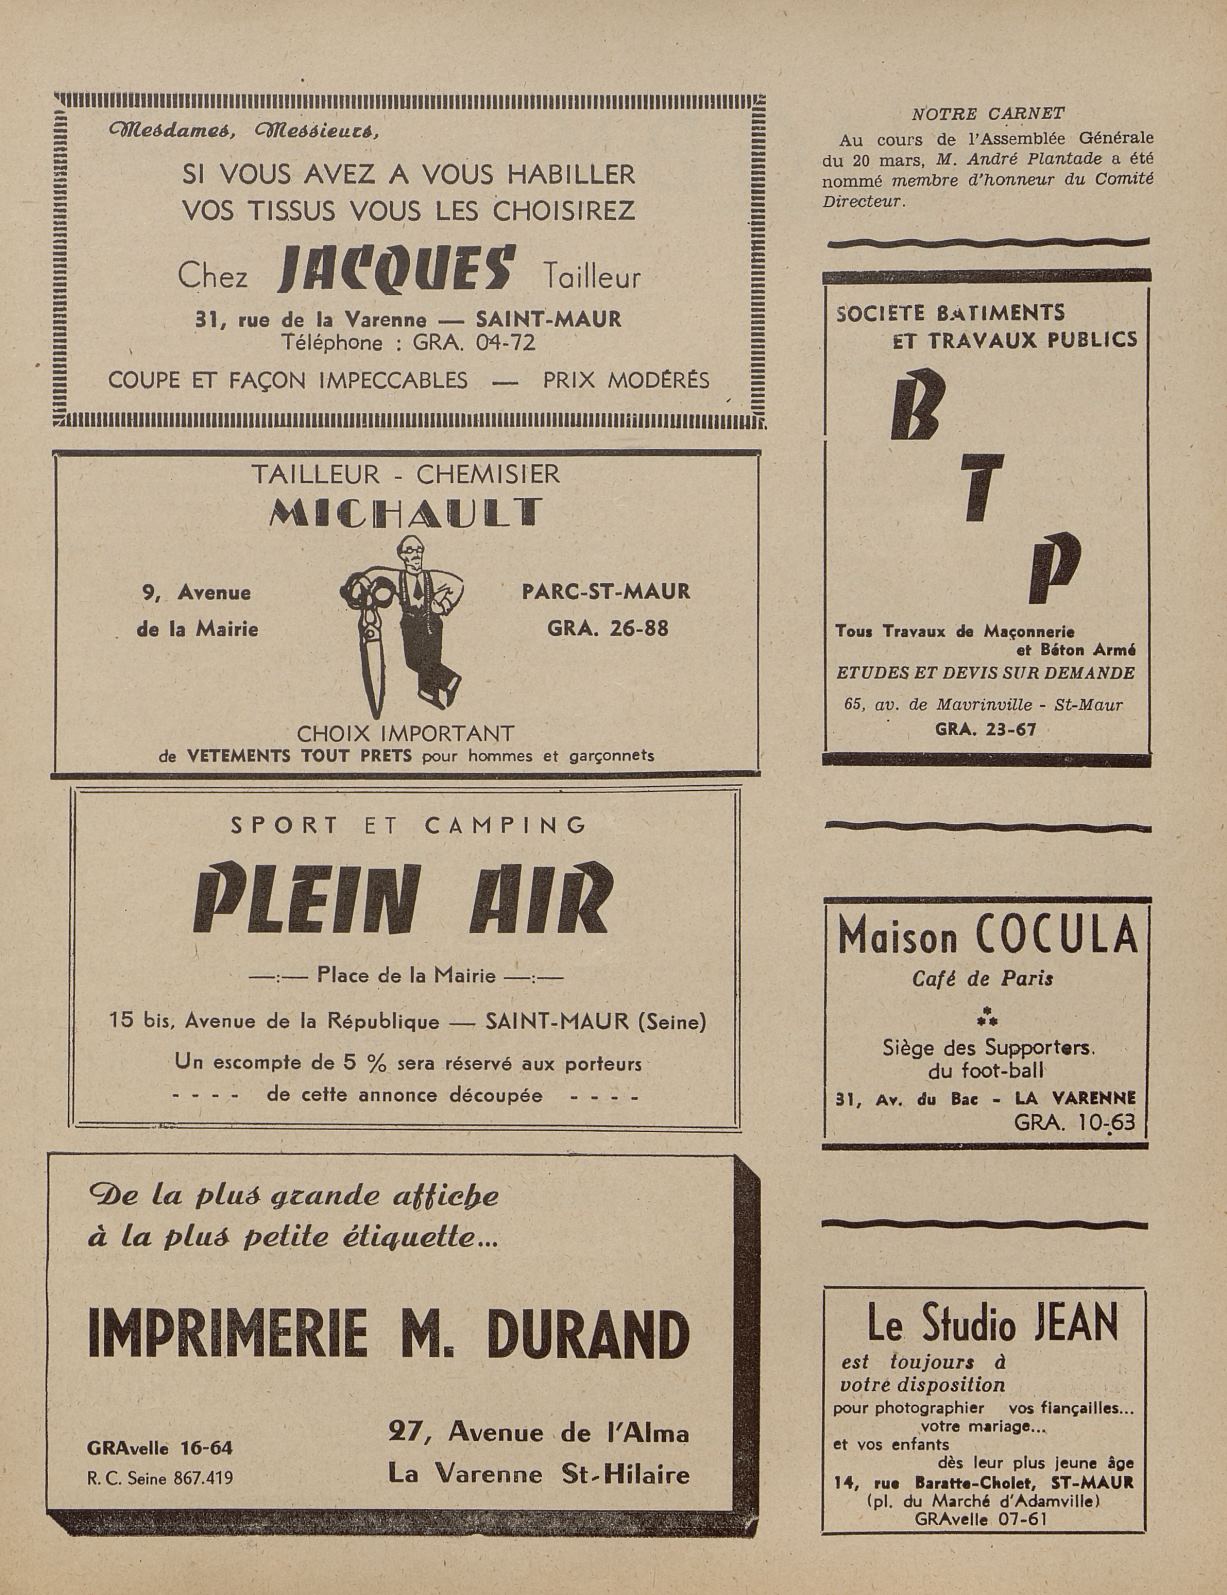 Mesdames, Messieurs,
SI VOUS AVEZ A VOUS HABILLER
VOS TISSUS VOUS LES CHOISIREZ
Chez JACQUES Tailleur
31, rue de la Varenne — SAINT-MAUR
Téléphone : GRA. 04-72
COUPE ET FAÇON IMPECCABLES — PRIX MODÉRÉS
TAILLEUR - CHEMISIER
MICHAULT
9, Avenue
de la Mairie
PARC-ST-MAUR
GRA. 26-88
CHOIX IMPORTANT
de VETEMENTS TOUT PRETS pour hommes et garçonnets
SPORT ET CAMPING
PLEIN AIR
—:— Place de la Mairie —:—
15 bis, Avenue de la République — SAINT-MAUR (Seine)
Un escompte de 5 % sera réservé aux porteurs
- - - - de cette annonce découpée - - - -
De la plus grande affiche
à la plus petite étiquette...
IMPRIMERIE M. DURAND
GRAvelle 16-64
R. C. Seine 867.419
27, Avenue de l'Alma
La Varenne St-Hilaire
NOTRE CARNET
Au cours de l'Assemblée Générale
du 20 mars, M. André Plantade a été
nommé membre d'honneur du Comité
Directeur.
SOCIETE BATIMENTS
ET TRAVAUX PUBLICS
B
T
P
Tous Travaux de Maçonnerie
et Béton Armé
ETUDES ET DEVIS SUR DEMANDE
65, av. de Mavrinville - St-Maur
GRA. 23-67
Maison COCULA
Café de Paris
Siège des Supporters.
du foot-ball
31, Av. du Bac - LA VARENNE
GRA. 10-63
Le Studio JEAN
est toujours à
votre disposition
pour photographier vos fiançailles...
votre mariage...
et vos enfants
dès leur plus jeune âge
14, rue Baratte-Cholet, ST-MAUR
(pl. du Marché d'Adamville)
GRAvelle 07-61